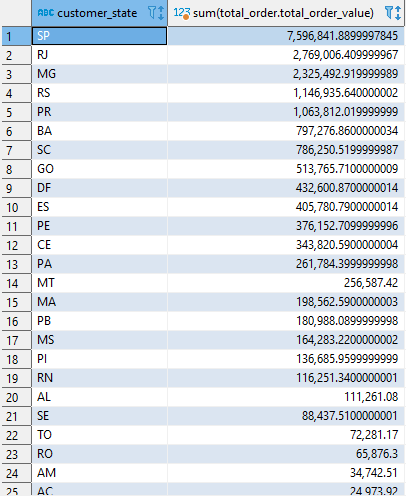 ABC customer_state 123 sum(total_order.total_order_value)
1 SP 7,596,841.8899997845
2 RJ 2,769,006.409999967
3 MG 2,325,492.919999989
4 RS 1,146,935.640000002
5 PR 1,063,812.019999999
6 BA 797,276.8600000034
7 SC 786,250.5199999987
8 GO 513,765.7100000009
9 DF 432,600.8700000014
10 ES 405,780.7900000014
11 PE 376,152.7099999996
12 CE 343,820.5900000004
13 PA 261,784.3999999998
14 MT 256,587.42
15 MA 198,562.5900000003
16 PB 180,988.0899999998
17 MS 164,283.2200000002
18 PI 136,685.9599999999
19 RN 116,251.3400000001
20 AL 111,261.08
21 SE 88,437.5100000001
22 TO 72,281.17
23 RO 65,876.3
24 AM 34,742.51
25 AC 24,973.92